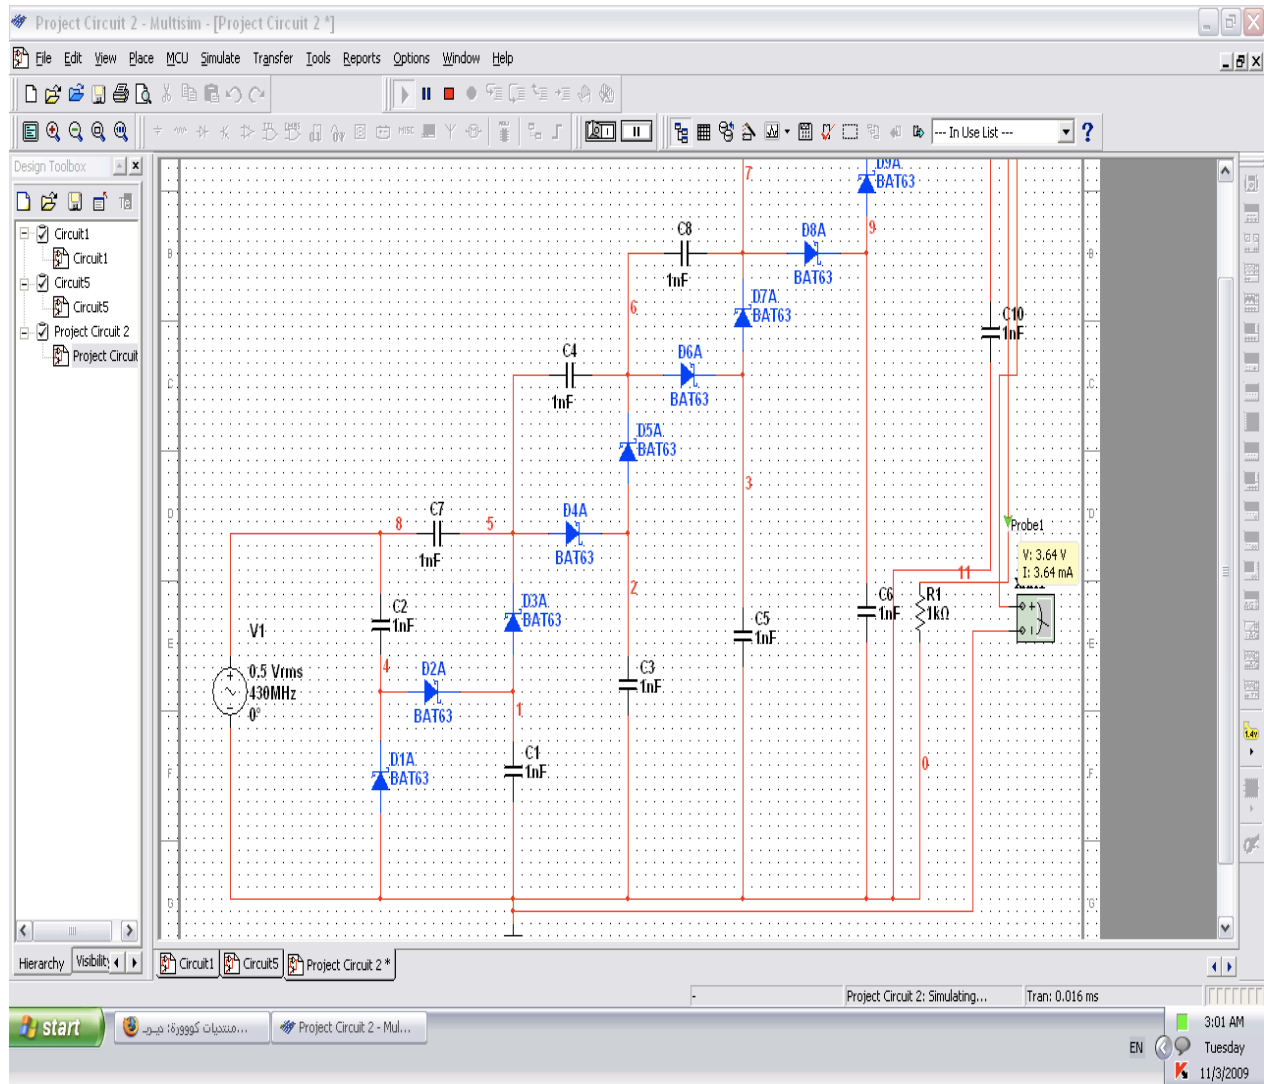 Project Circuit 2 - Multisim - [Project Circuit 2 *]
File Edit View Place MCU Simulate Transfer Tools Reports Options Window Help
--- In Use List ---
Design Toolbox
Circuit1
Circuit1
Circuit5
Circuit5
Project Circuit 2
Project Circuit
Hierarchy
D9A
BAT63
7
C8
1nF
D8A
BAT63
9
B
B
6
D7A
BAT63
C10
1nF
C4
1nF
D6A
BAT63
C
C
D5A
BAT63
3
8
C7
1nF
5
D4A
BAT63
D
D
Probe1
V: 3.64 V
I: 3.64 mA
11
2
C2
1nF
D3A
BAT63
C5
1nF
C6
1nF
R1
1kΩ
V1
0.5 Vrms
430MHz
0°
E
E
4
D2A
BAT63
1
C3
1nF
D1A
BAT63
C1
1nF
0
F
F
G
G
1.4v
Circuit1
Circuit5
Project Circuit 2 *
-
Project Circuit 2: Simulating...
Tran: 0.016 ms
start
منتديات كووورة: ديربـ...
Project Circuit 2 - Mul...
EN
3:01 AM
Tuesday
11/3/2009